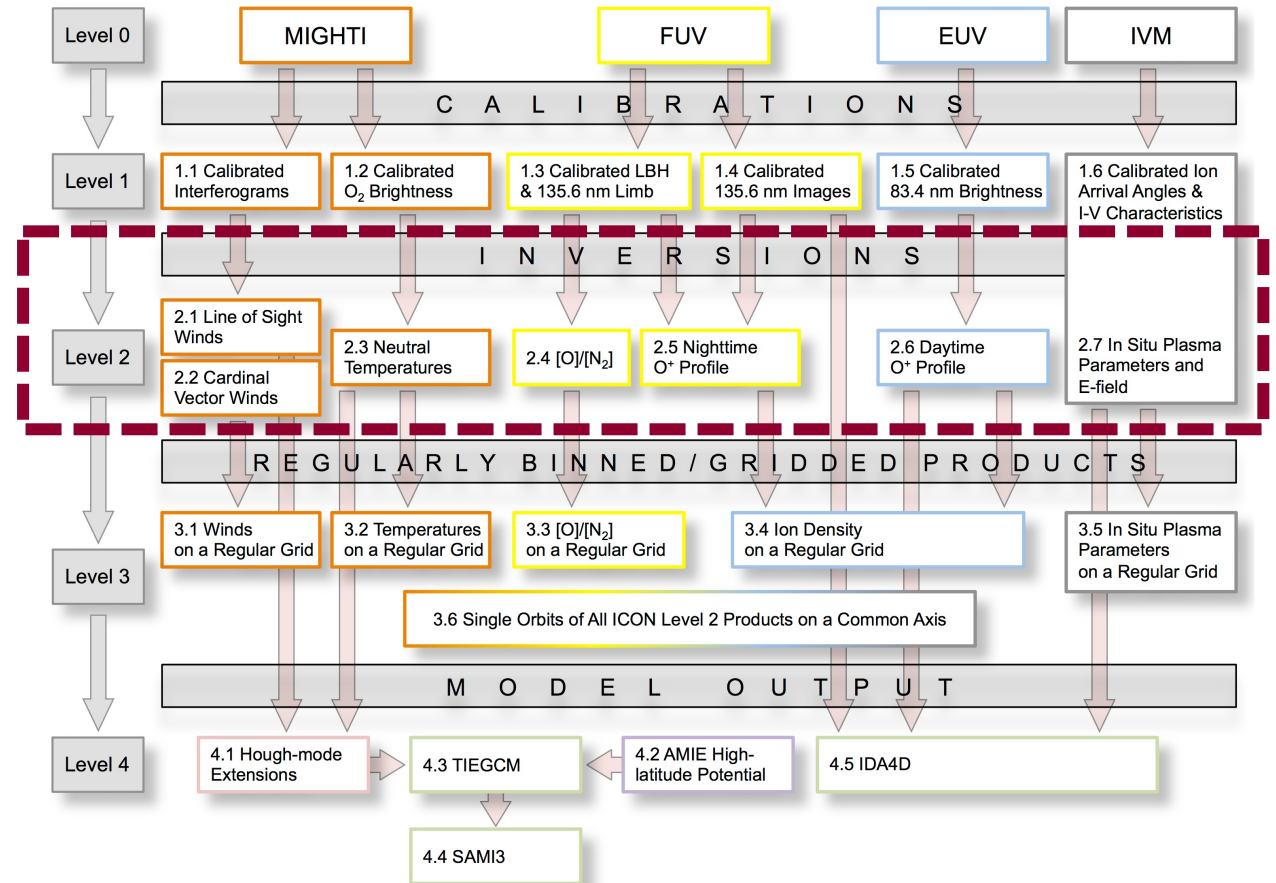 Level 0
MIGHTI
FUV
EUV
IVM
CALIBRATIONS
Level 1
1.1 Calibrated
Interferograms
1.2 Calibrated
O₂ Brightness
1.3 Calibrated LBH
& 135.6 nm Limb
1.4 Calibrated
135.6 nm Images
1.5 Calibrated
83.4 nm Brightness
1.6 Calibrated Ion
Arrival Angles &
I-V Characteristics
INVERSIONS
Level 2
2.1 Line of Sight
Winds
2.2 Cardinal
Vector Winds
2.3 Neutral
Temperatures
2.4 [O]/[N₂]
2.5 Nighttime
O⁺ Profile
2.6 Daytime
O⁺ Profile
2.7 In Situ Plasma
Parameters and
E-field
REGULARLY BINNED/GRIDDED PRODUCTS
Level 3
3.1 Winds
on a Regular Grid
3.2 Temperatures
on a Regular Grid
3.3 [O]/[N₂]
on a Regular Grid
3.4 Ion Density
on a Regular Grid
3.5 In Situ Plasma
Parameters
on a Regular Grid
3.6 Single Orbits of All ICON Level 2 Products on a Common Axis
MODEL OUTPUT
Level 4
4.1 Hough-mode
Extensions
4.3 TIEGCM
4.2 AMIE High-
latitude Potential
4.5 IDA4D
4.4 SAMI3